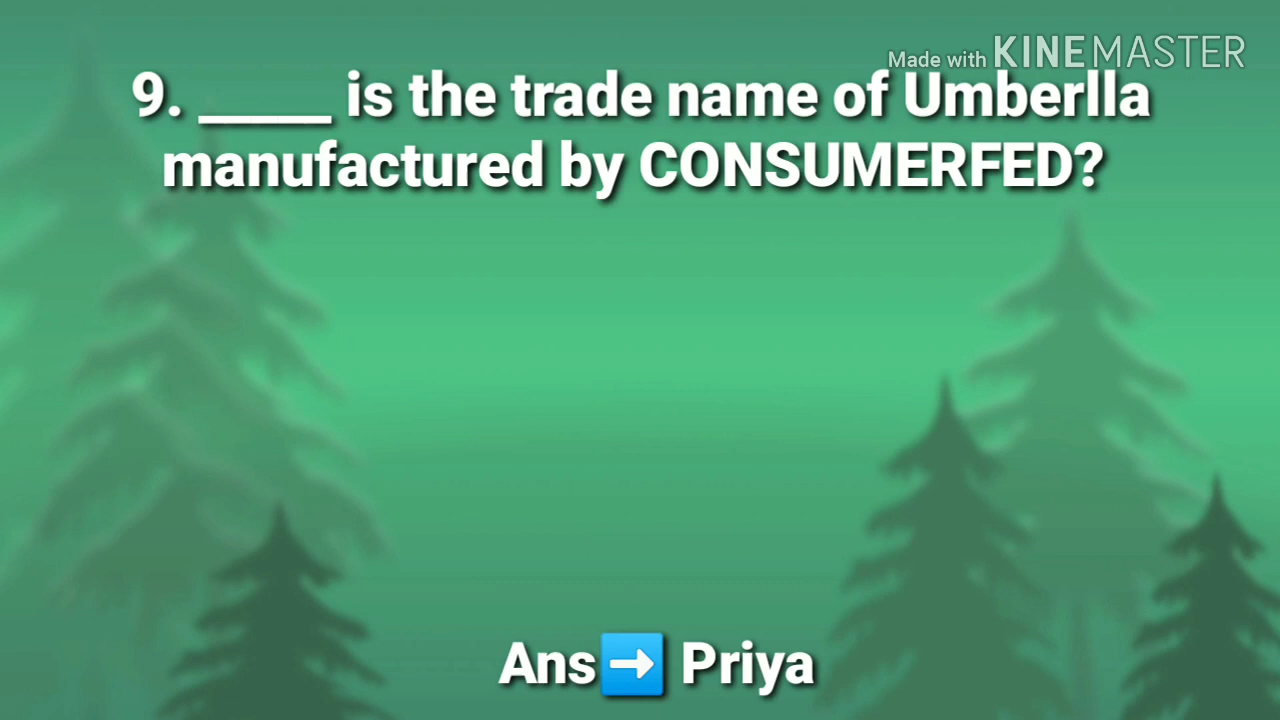 Made with KINEMASTER
9. _____ is the trade name of Umberlla
manufactured by CONSUMERFED?
Ans➡ Priya